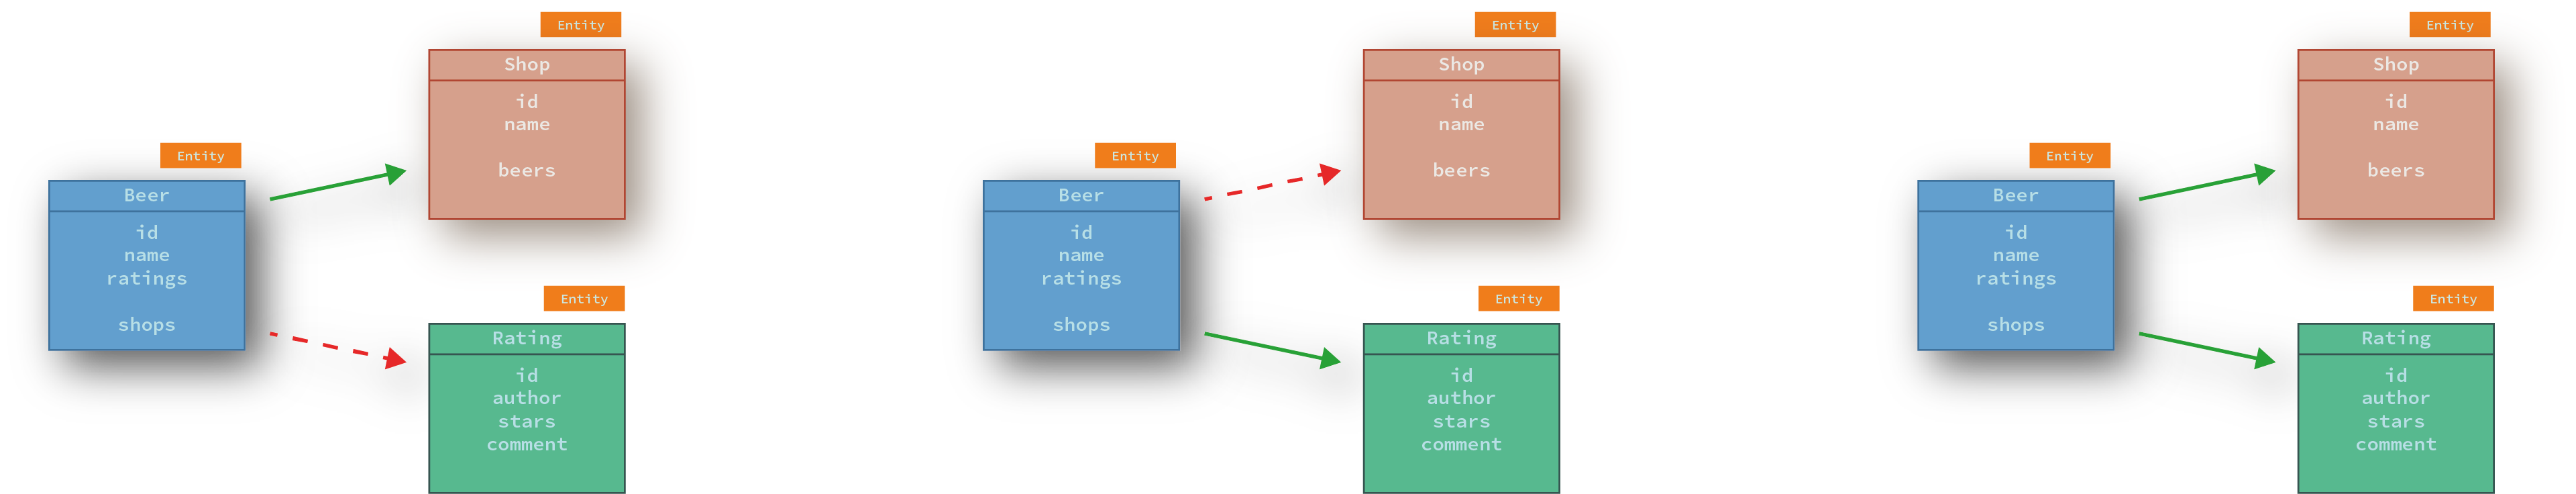 Entity
Shop
id
name
beers
Entity
Beer
id
name
ratings
shops
Entity
Rating
id
author
stars
comment
Entity
Shop
id
name
beers
Entity
Beer
id
name
ratings
shops
Entity
Rating
id
author
stars
comment
Entity
Shop
id
name
beers
Entity
Beer
id
name
ratings
shops
Entity
Rating
id
author
stars
comment